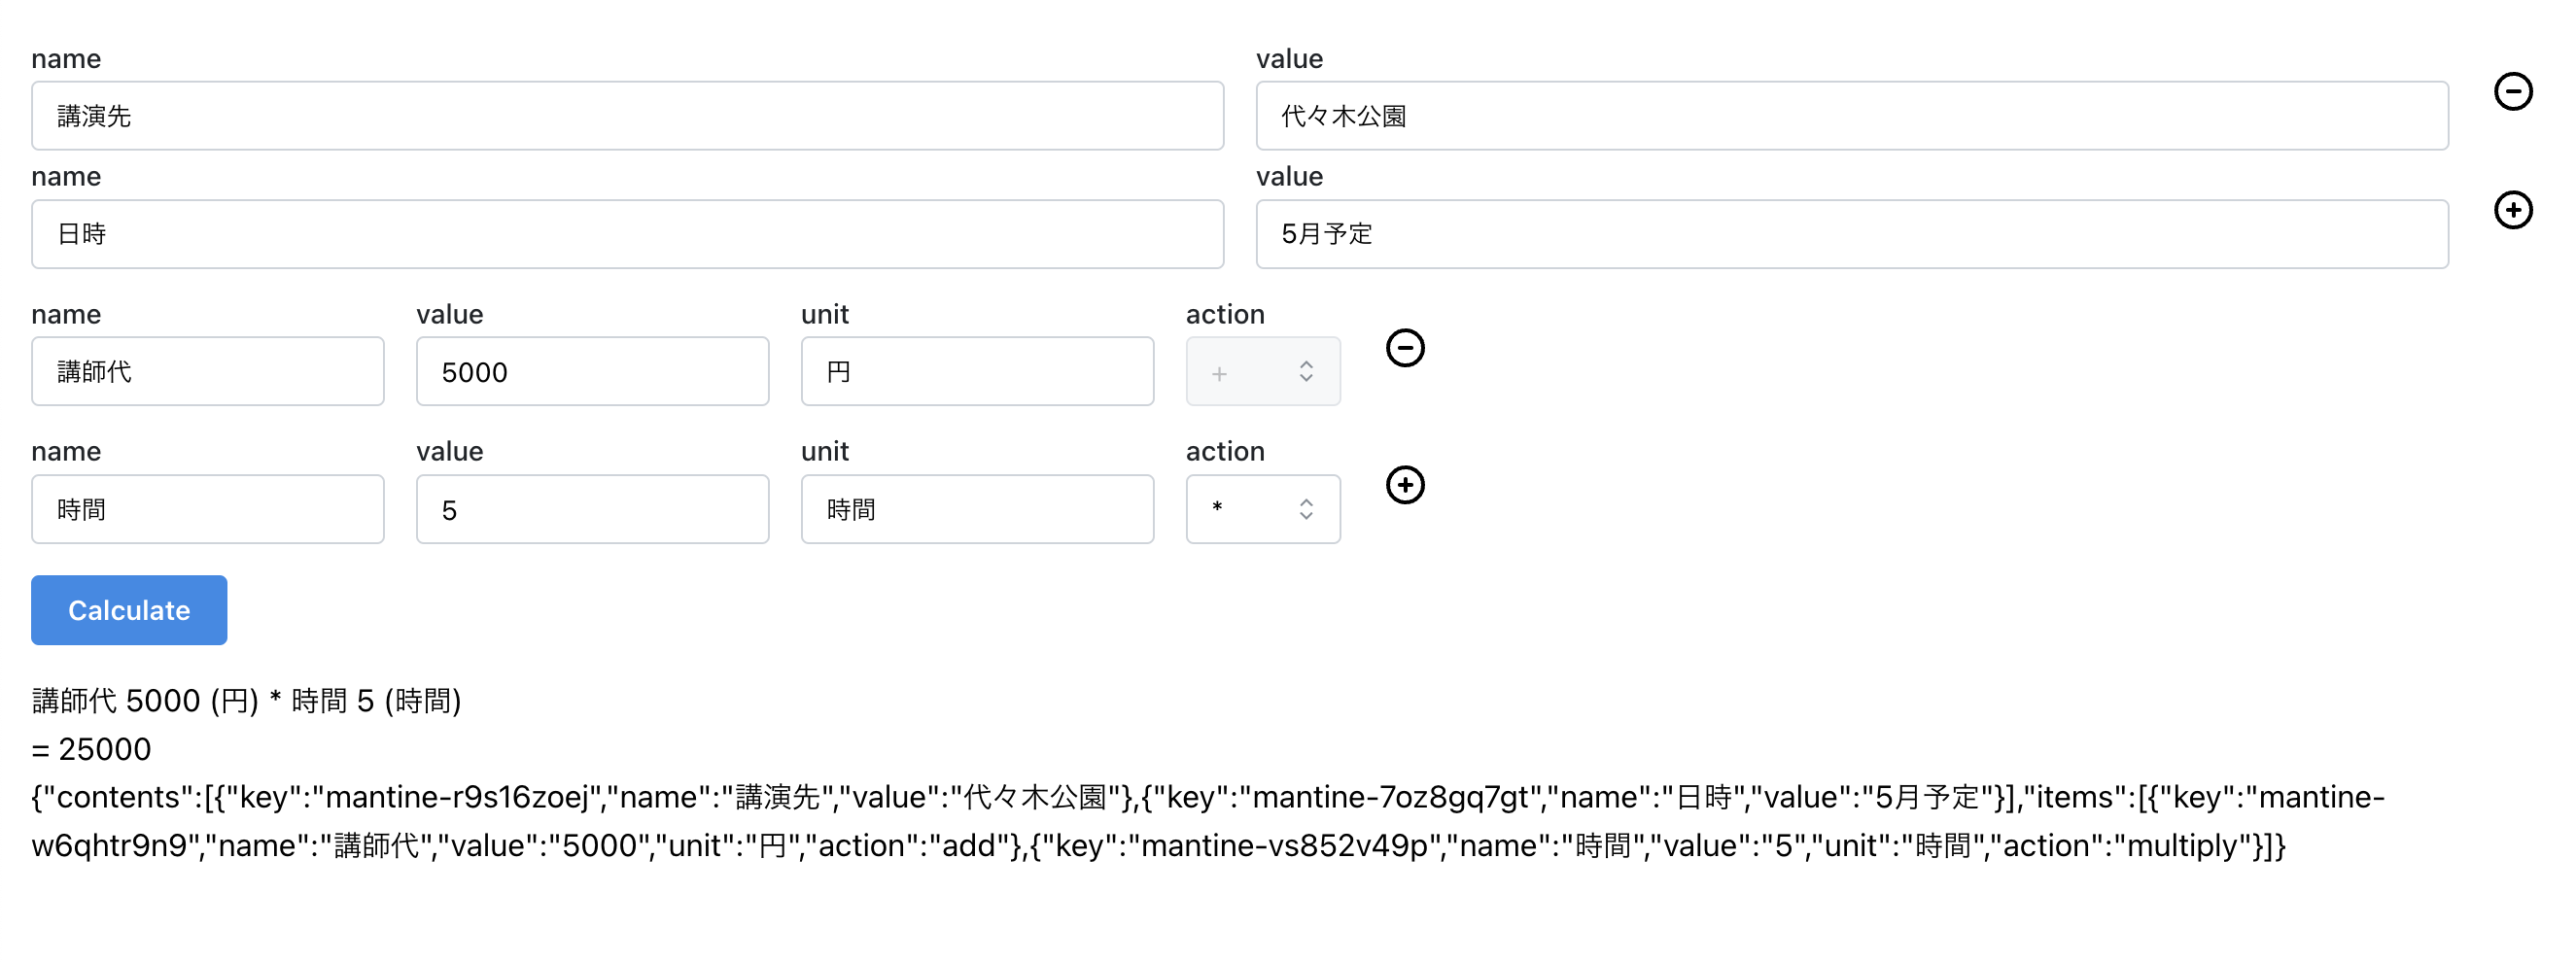 name value
講演先 代々木公園
name value
日時 5月予定
name value unit action
講師代 5000 円 +
name value unit action
時間 5 時間 *
Calculate
講師代 5000 (円) * 時間 5 (時間)
= 25000
{"contents":[{"key":"mantine-r9s16zoej","name":"講演先","value":"代々木公園"},{"key":"mantine-7oz8gq7gt","name":"日時","value":"5月予定"}],"items":[{"key":"mantine-
w6qhtr9n9","name":"講師代","value":"5000","unit":"円","action":"add"},{"key":"mantine-vs852v49p","name":"時間","value":"5","unit":"時間","action":"multiply"}]}